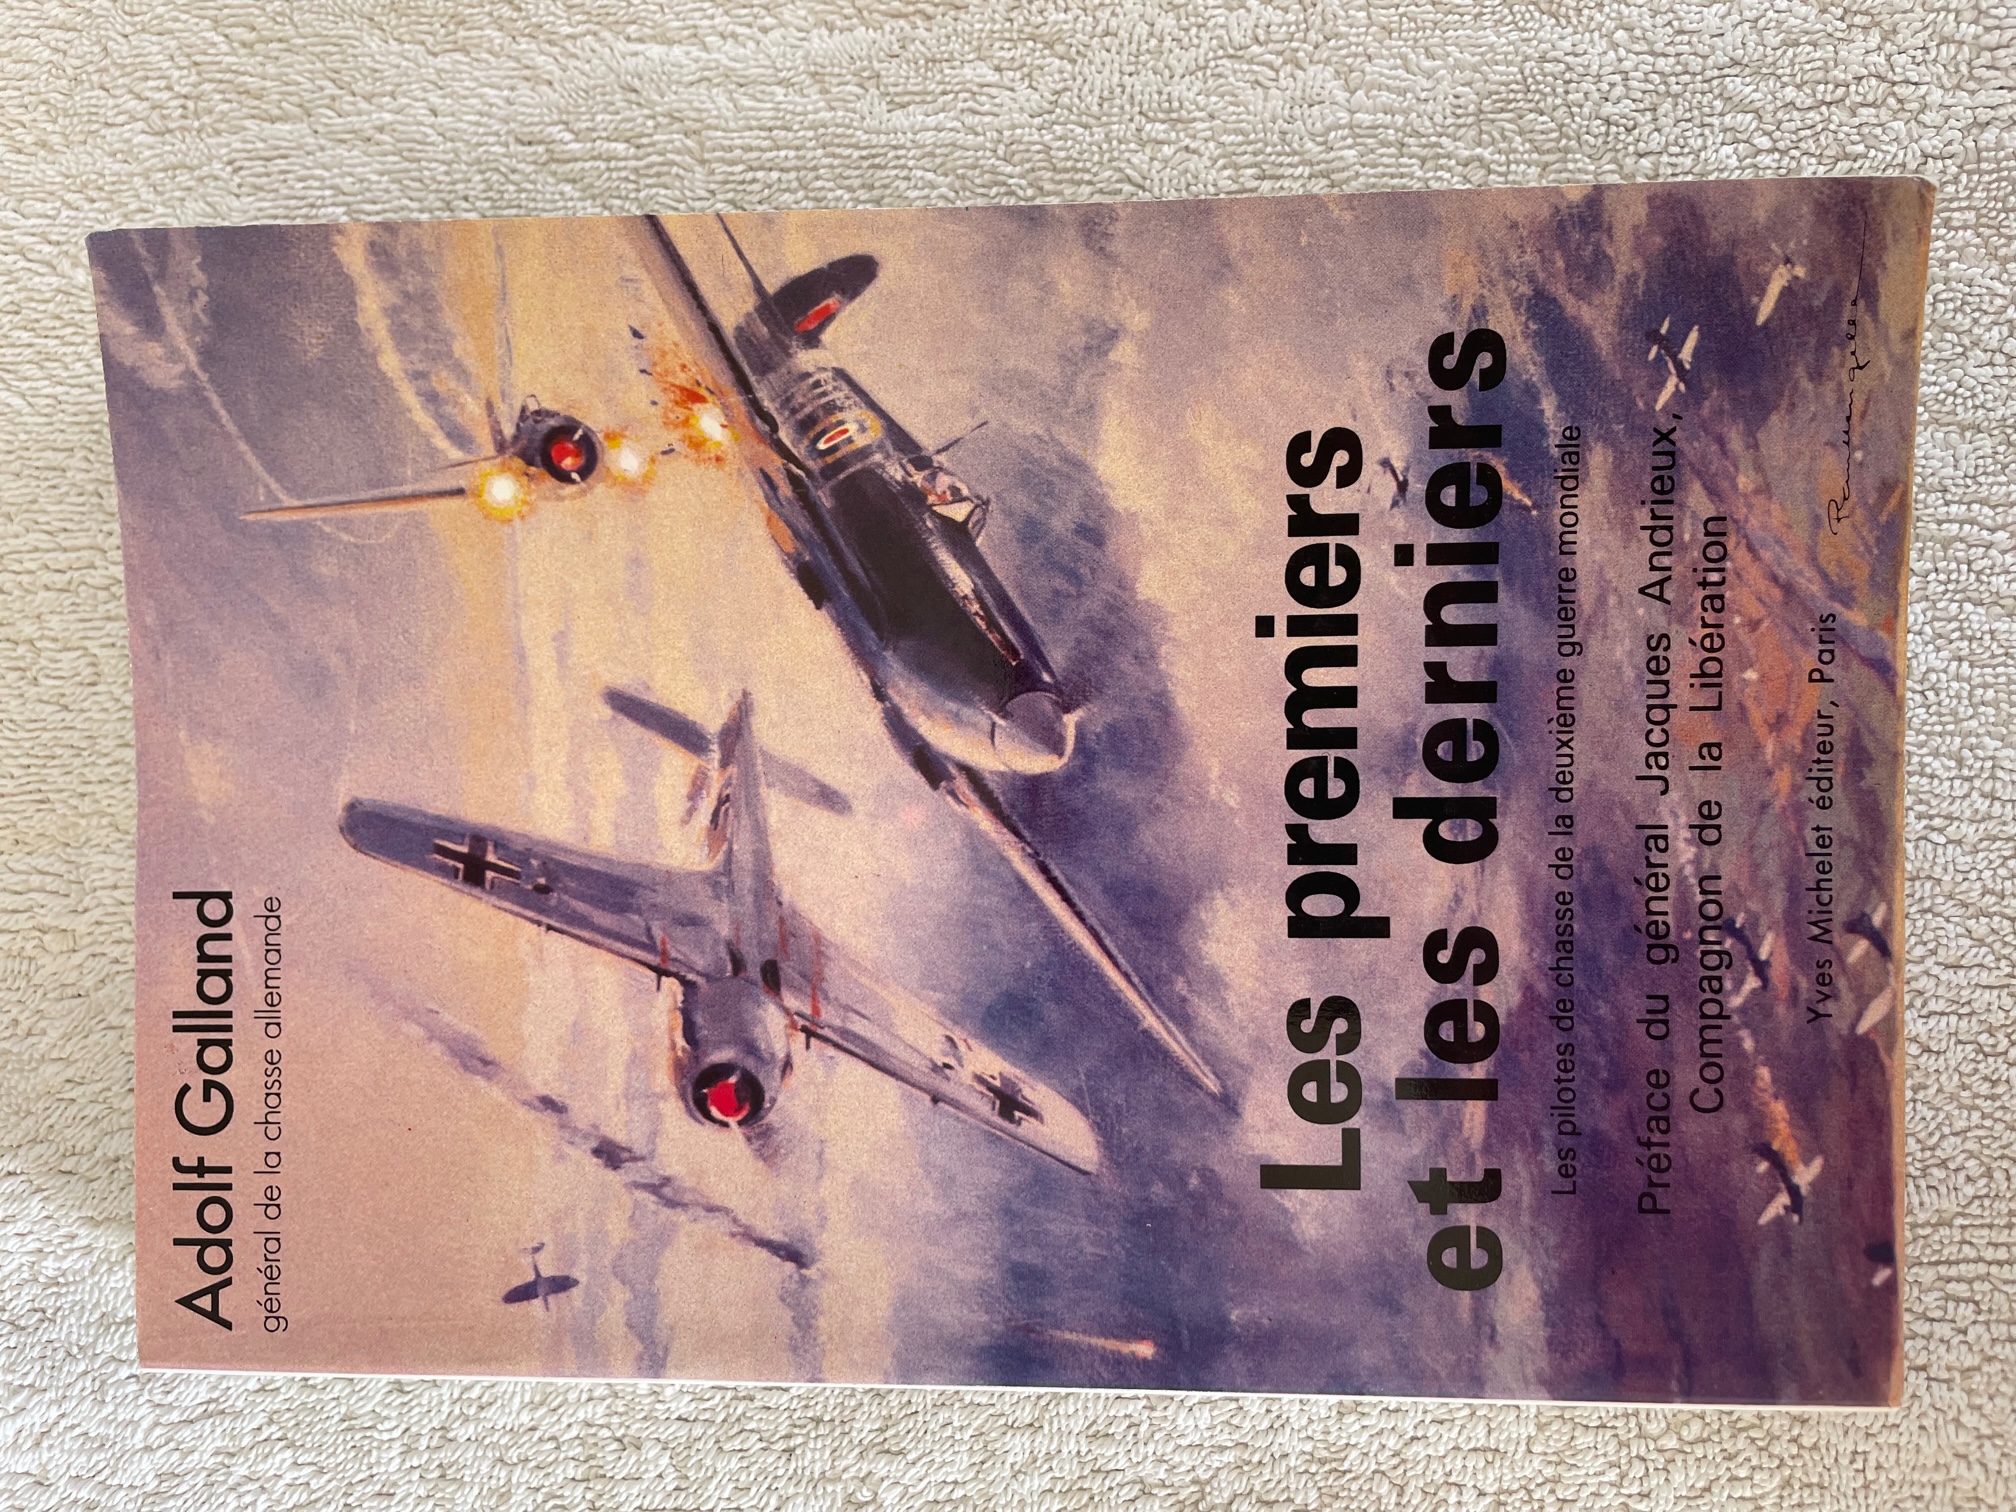 Adolf Galland
général de la chasse allemande
Les premiers
et les derniers
Les pilotes de chasse de la deuxième guerre mondiale
Préface du général Jacques Andrieux,
Compagnon de la Libération
Yves Michelet éditeur, Paris